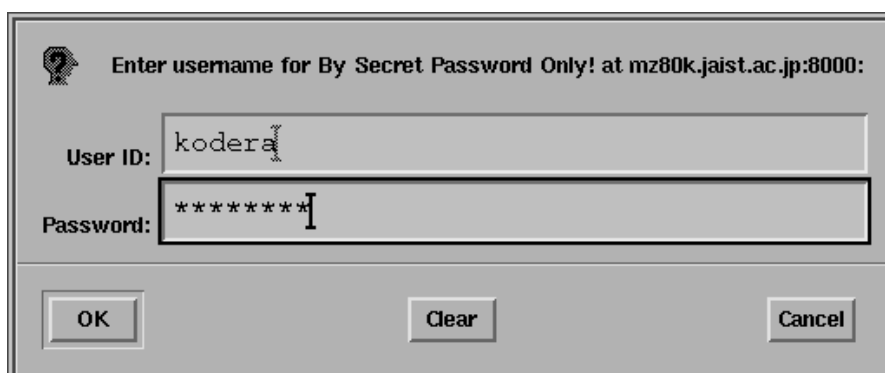 Enter username for By Secret Password Only! at mz80k.jaist.ac.jp:8000:
User ID: kodera
Password: ********
OK Clear Cancel